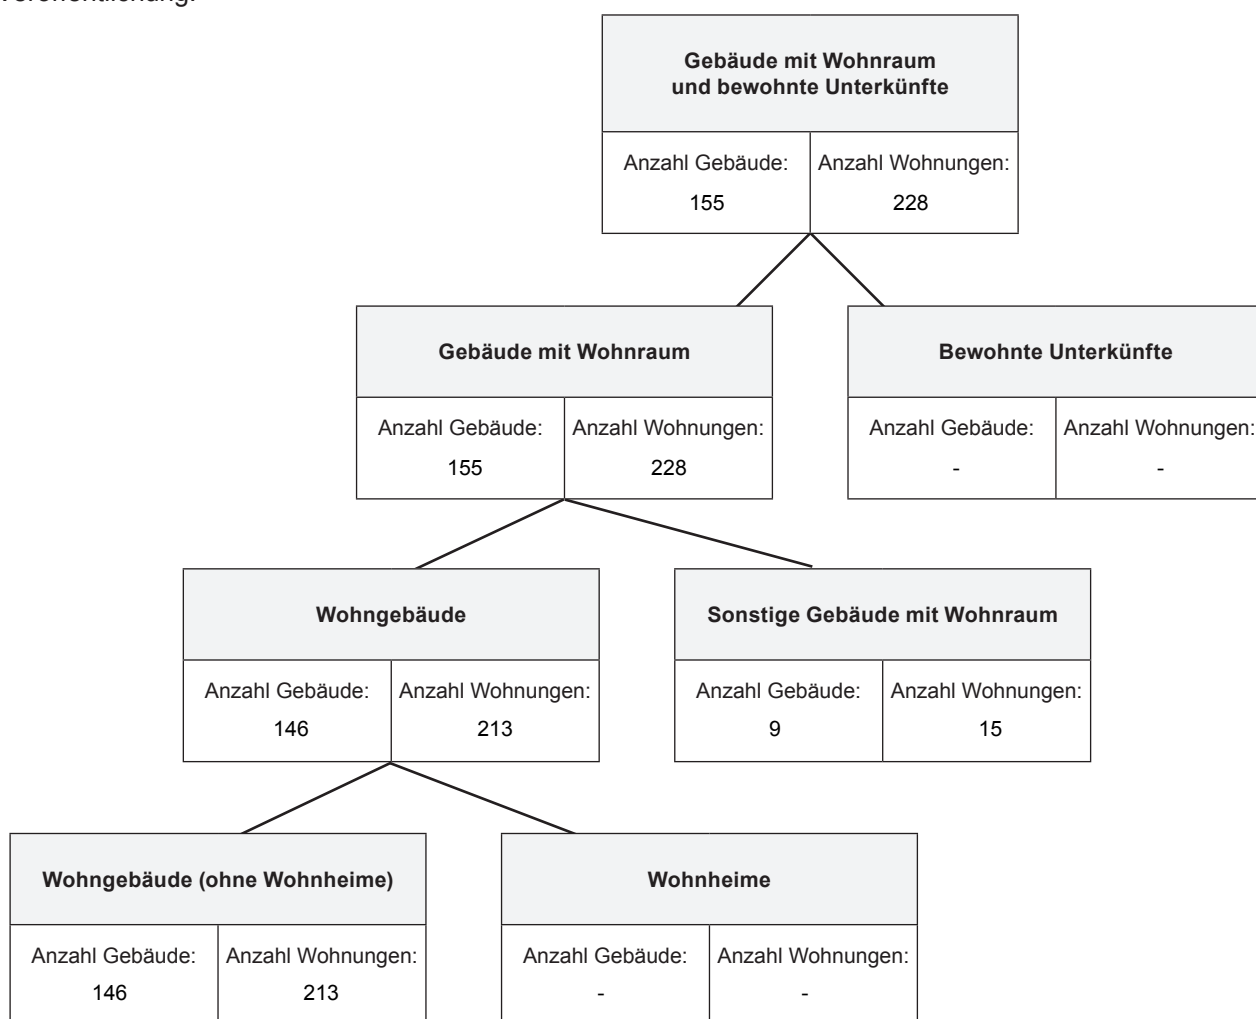 Veröffentlichung.
Gebäude mit Wohnraum
und bewohnte Unterkünfte
Anzahl Gebäude: Anzahl Wohnungen:
155 228
Gebäude mit Wohnraum Bewohnte Unterkünfte
Anzahl Gebäude: Anzahl Wohnungen: Anzahl Gebäude: Anzahl Wohnungen:
155 228 - -
Wohngebäude Sonstige Gebäude mit Wohnraum
Anzahl Gebäude: Anzahl Wohnungen: Anzahl Gebäude: Anzahl Wohnungen:
146 213 9 15
Wohngebäude (ohne Wohnheime) Wohnheime
Anzahl Gebäude: Anzahl Wohnungen: Anzahl Gebäude: Anzahl Wohnungen:
146 213 - -